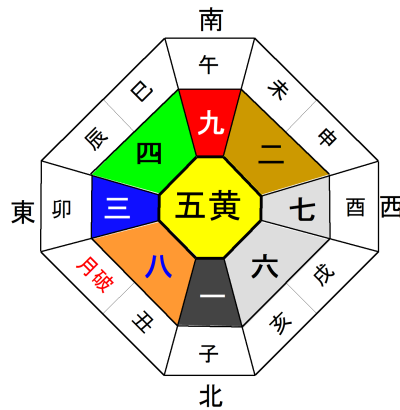 南
午
巳
未
辰
申
九
四
二
東
卯
三
五黄
七
酉
西
八
六
月破
戌
一
丑
亥
子
北